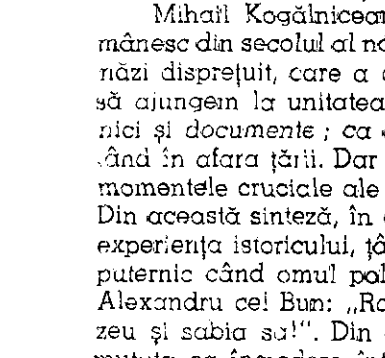 Mihail Kogălnicean
mânesc din secolul al no
năzi disprețuit, care a
să ajungem la unitatea
nici și documente ; ca
când în afara țării. Dar
momentele cruciale ale
Din această sinteză, în
experiența istoricului, țâ
puternic când omul pol
Alexandru cel Bun: „Ro
zeu și sabia sa!". Din